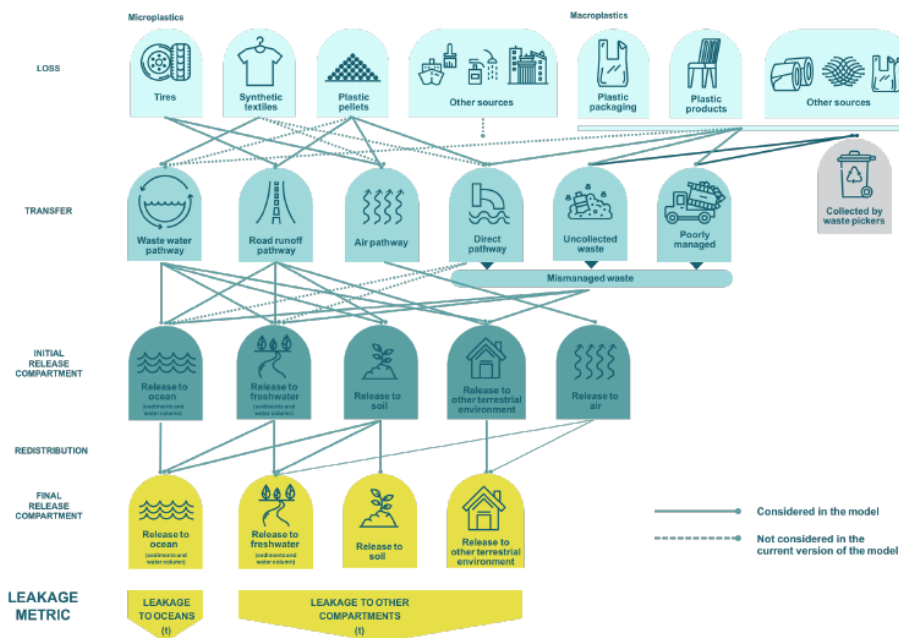 Microplastics
Macroplastics
LOSS
Tires
Synthetic
textiles
Plastic
pellets
Other sources
Plastic
packaging
Plastic
products
Other sources
TRANSFER
Waste water
pathway
Road runoff
pathway
Air pathway
Direct
pathway
Uncollected
waste
Poorly
managed
Collected by
waste pickers
Mismanaged waste
INITIAL
RELEASE
COMPARTMENT
Release to
ocean
(sediments and
water column)
Release to
freshwater
(sediments and
water column)
Release to
soil
Release to
other terrestrial
environment
Release to
air
REDISTRIBUTION
FINAL
RELEASE
COMPARTMENT
Release to
ocean
(sediments and
water column)
Release to
freshwater
(sediments and
water column)
Release to
soil
Release to
other terrestrial
environment
Considered in the model
Not considered in the
current version of the model
LEAKAGE
METRIC
LEAKAGE
TO OCEANS
(t)
LEAKAGE TO OTHER
COMPARTMENTS
(t)